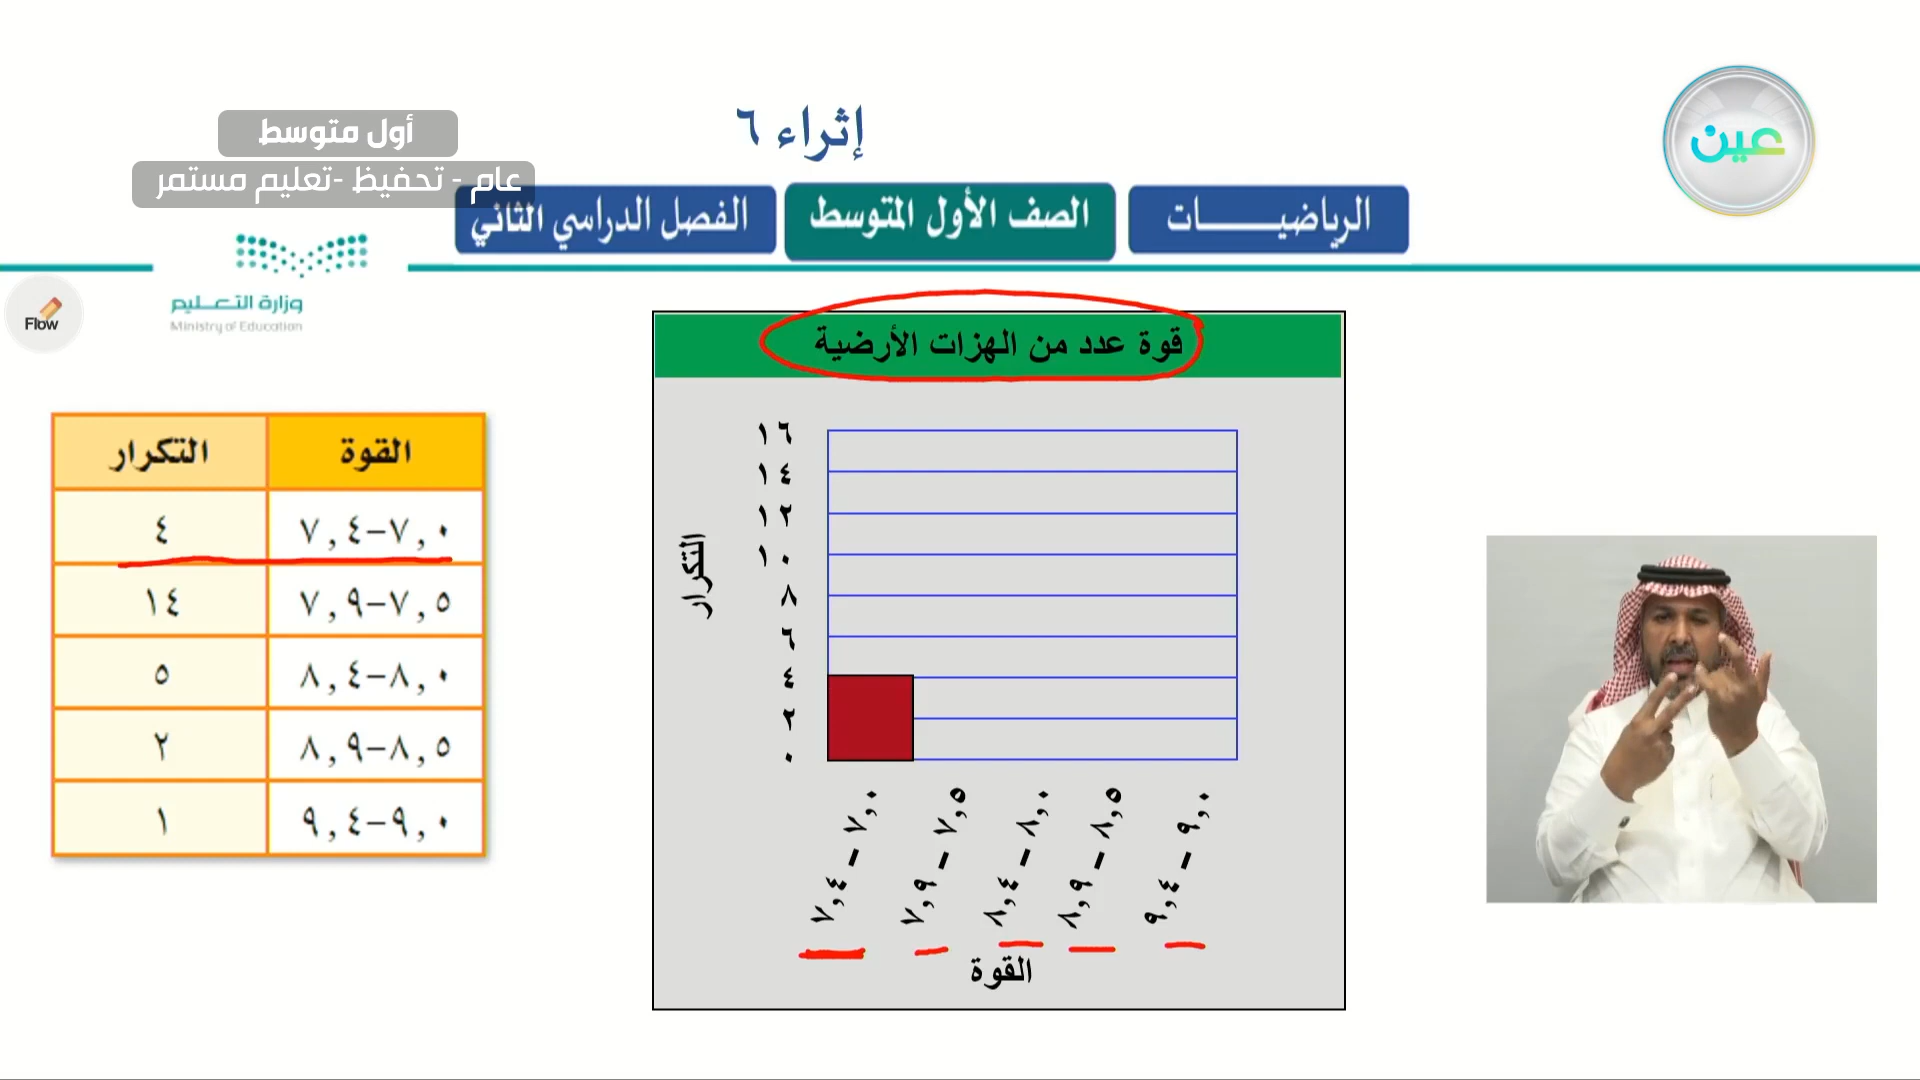 عين
إثراء ٦
أول متوسط
عام - تحفيظ -تعليم مستمر
الرياضيـــــــات
الصف الأول المتوسط
الفصل الدراسي الثاني
وزارة التعـــليم
Ministry of Education
Flow
قوة عدد من الهزات الأرضية
القوة التكرار
٧,٠–٧,٤ ٤
٧,٥–٧,٩ ١٤
٨,٠–٨,٤ ٥
٨,٥–٨,٩ ٢
٩,٠–٩,٤ ١
التكرار
١٦
١٤
١٢
١٠
٨
٦
٤
٢
٠
٧,٠ – ٧,٤
٧,٥ – ٧,٩
٨,٠ – ٨,٤
٨,٥ – ٨,٩
٩,٠ – ٩,٤
القوة